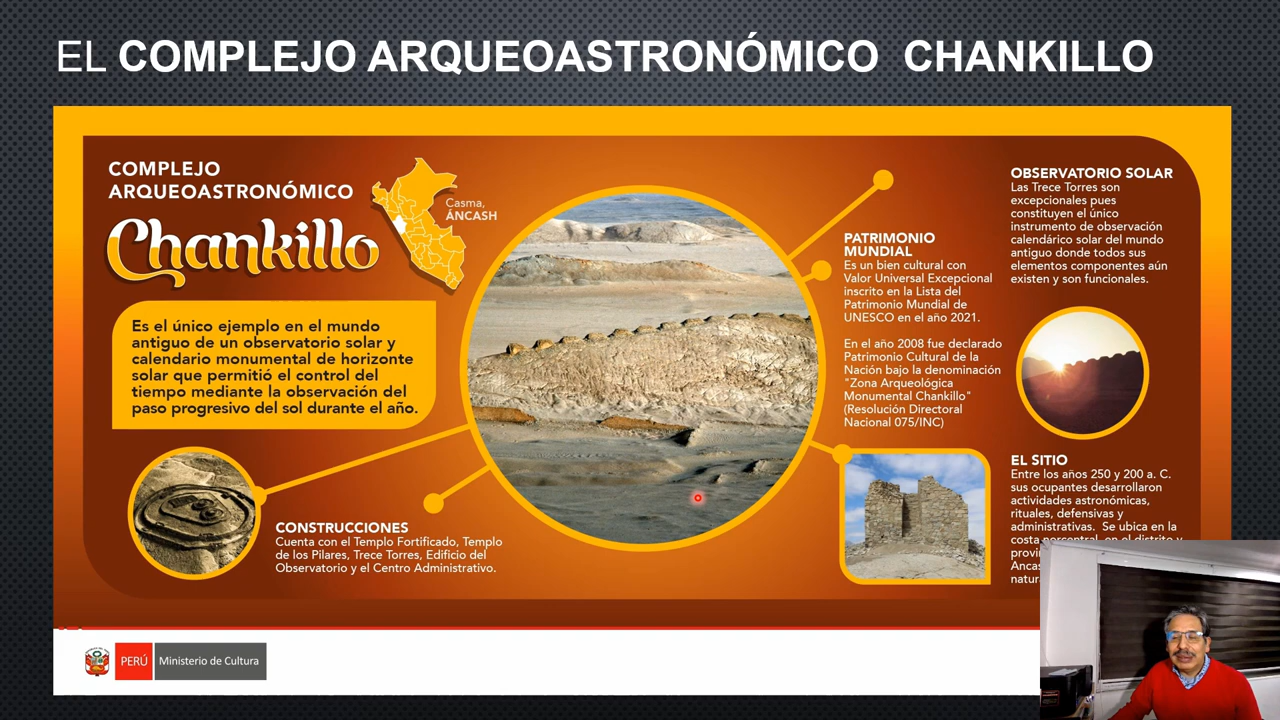 EL COMPLEJO ARQUEOASTRONÓMICO CHANKILLO
COMPLEJO
ARQUEOASTRONÓMICO
Chankillo
Casma,
ÁNCASH
Es el único ejemplo en el mundo
antiguo de un observatorio solar y
calendario monumental de horizonte
solar que permitió el control del
tiempo mediante la observación del
paso progresivo del sol durante el año.
CONSTRUCCIONES
Cuenta con el Templo Fortificado, Templo
de los Pilares, Trece Torres, Edificio del
Observatorio y el Centro Administrativo.
PATRIMONIO
MUNDIAL
Es un bien cultural con
Valor Universal Excepcional
inscrito en la Lista del
Patrimonio Mundial de
UNESCO en el año 2021.
En el año 2008 fue declarado
Patrimonio Cultural de la
Nación bajo la denominación
"Zona Arqueológica
Monumental Chankillo"
(Resolución Directoral
Nacional 075/INC)
OBSERVATORIO SOLAR
Las Trece Torres son
excepcionales pues
constituyen el único
instrumento de observación
calendárico solar del mundo
antiguo donde todos sus
elementos componentes aún
existen y son funcionales.
EL SITIO
Entre los años 250 y 200 a. C.
sus ocupantes desarrollaron
actividades astronómicas,
rituales, defensivas y
administrativas. Se ubica en la
costa norcentral, en el distrito y
PERÚ
Ministerio de Cultura